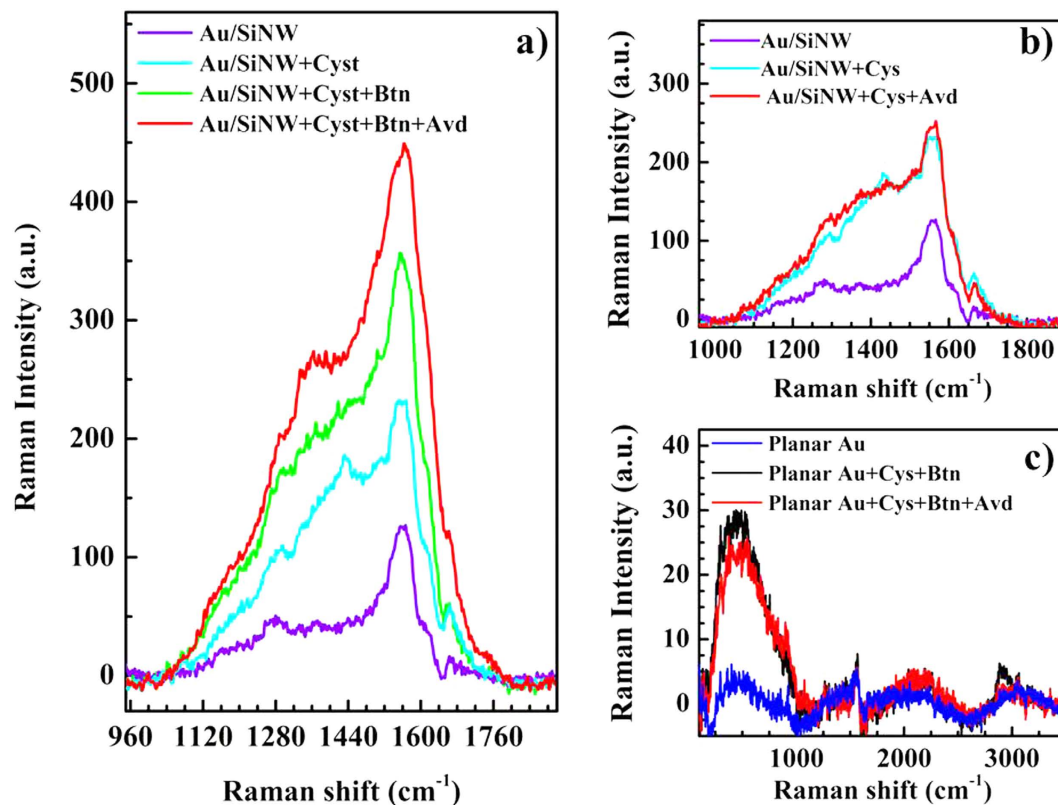 a)
Au/SiNW
Au/SiNW+Cyst
Au/SiNW+Cyst+Btn
Au/SiNW+Cyst+Btn+Avd
Raman Intensity (a.u.)
500
400
300
200
100
0
960 1120 1280 1440 1600 1760
Raman shift (cm⁻¹)
b)
Au/SiNW
Au/SiNW+Cys
Au/SiNW+Cys+Avd
Raman Intensity (a.u.)
300
200
100
0
1000 1200 1400 1600 1800
Raman shift (cm⁻¹)
c)
Planar Au
Planar Au+Cys+Btn
Planar Au+Cys+Btn+Avd
Raman Intensity (a.u.)
40
30
20
10
0
1000 2000 3000
Raman shift (cm⁻¹)